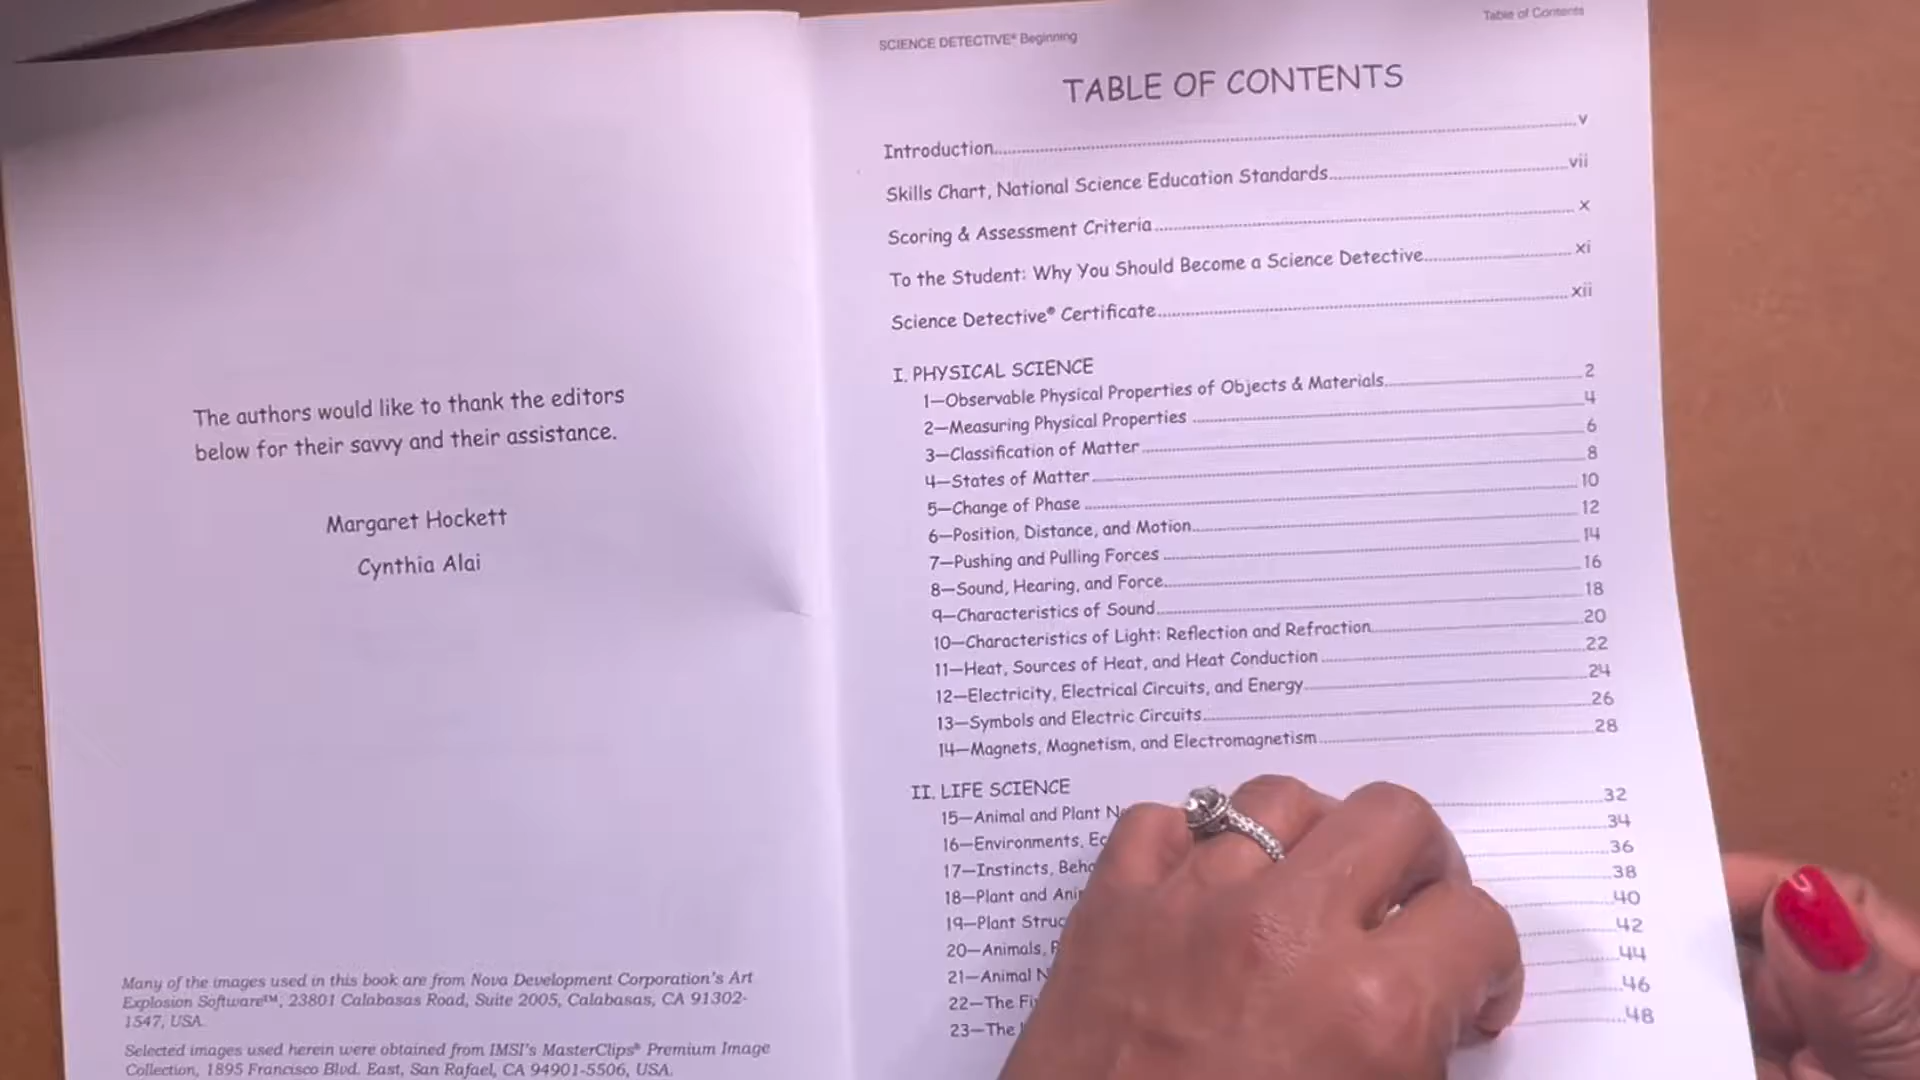 The authors would like to thank the editors
below for their savvy and their assistance.
Margaret Hockett
Cynthia Alai
Many of the images used in this book are from Nova Development Corporation's Art
Explosion Software™, 23801 Calabasas Road, Suite 2005, Calabasas, CA 91302-
1547, USA.
Selected images used herein were obtained from IMSI's MasterClips® Premium Image
Collection, 1895 Francisco Blvd. East, San Rafael, CA 94901-5506, USA.
SCIENCE DETECTIVE® Beginning
Table of Contents
TABLE OF CONTENTS
Introduction v
Skills Chart, National Science Education Standards vii
Scoring & Assessment Criteria x
To the Student: Why You Should Become a Science Detective xi
Science Detective® Certificate xii
I. PHYSICAL SCIENCE
1—Observable Physical Properties of Objects & Materials 2
2—Measuring Physical Properties 4
3—Classification of Matter 6
4—States of Matter 8
5—Change of Phase 10
6—Position, Distance, and Motion 12
7—Pushing and Pulling Forces 14
8—Sound, Hearing, and Force 16
9—Characteristics of Sound 18
10—Characteristics of Light: Reflection and Refraction 20
11—Heat, Sources of Heat, and Heat Conduction 22
12—Electricity, Electrical Circuits, and Energy 24
13—Symbols and Electric Circuits 26
14—Magnets, Magnetism, and Electromagnetism 28
II. LIFE SCIENCE
15—Animal and Plant 32
16—Environments, 34
17—Instincts, 36
18—Plant and 38
19—Plant 40
20—Animals, 42
21—Animal 44
22—The 46
23—The 48